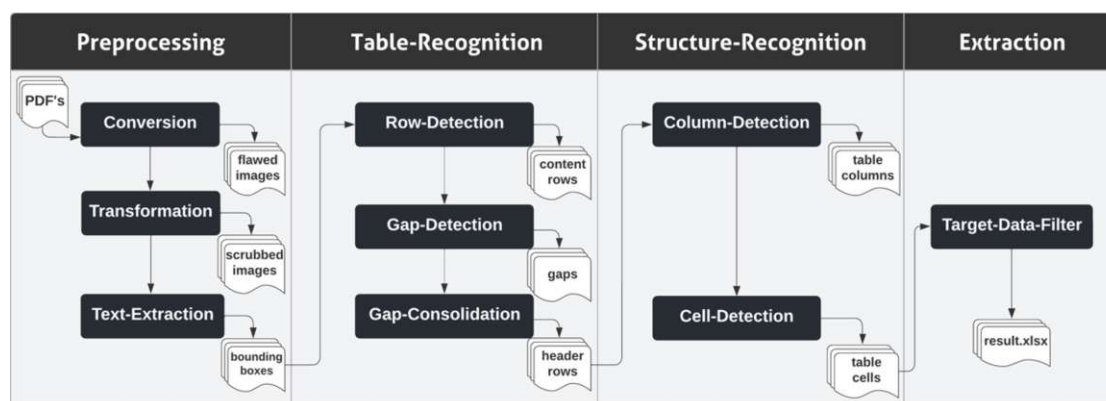 Preprocessing
Table-Recognition
Structure-Recognition
Extraction
PDF's
Conversion
flawed
images
Transformation
scrubbed
images
Text-Extraction
bounding
boxes
Row-Detection
content
rows
Gap-Detection
gaps
Gap-Consolidation
header
rows
Column-Detection
table
columns
Cell-Detection
table
cells
Target-Data-Filter
result.xlsx